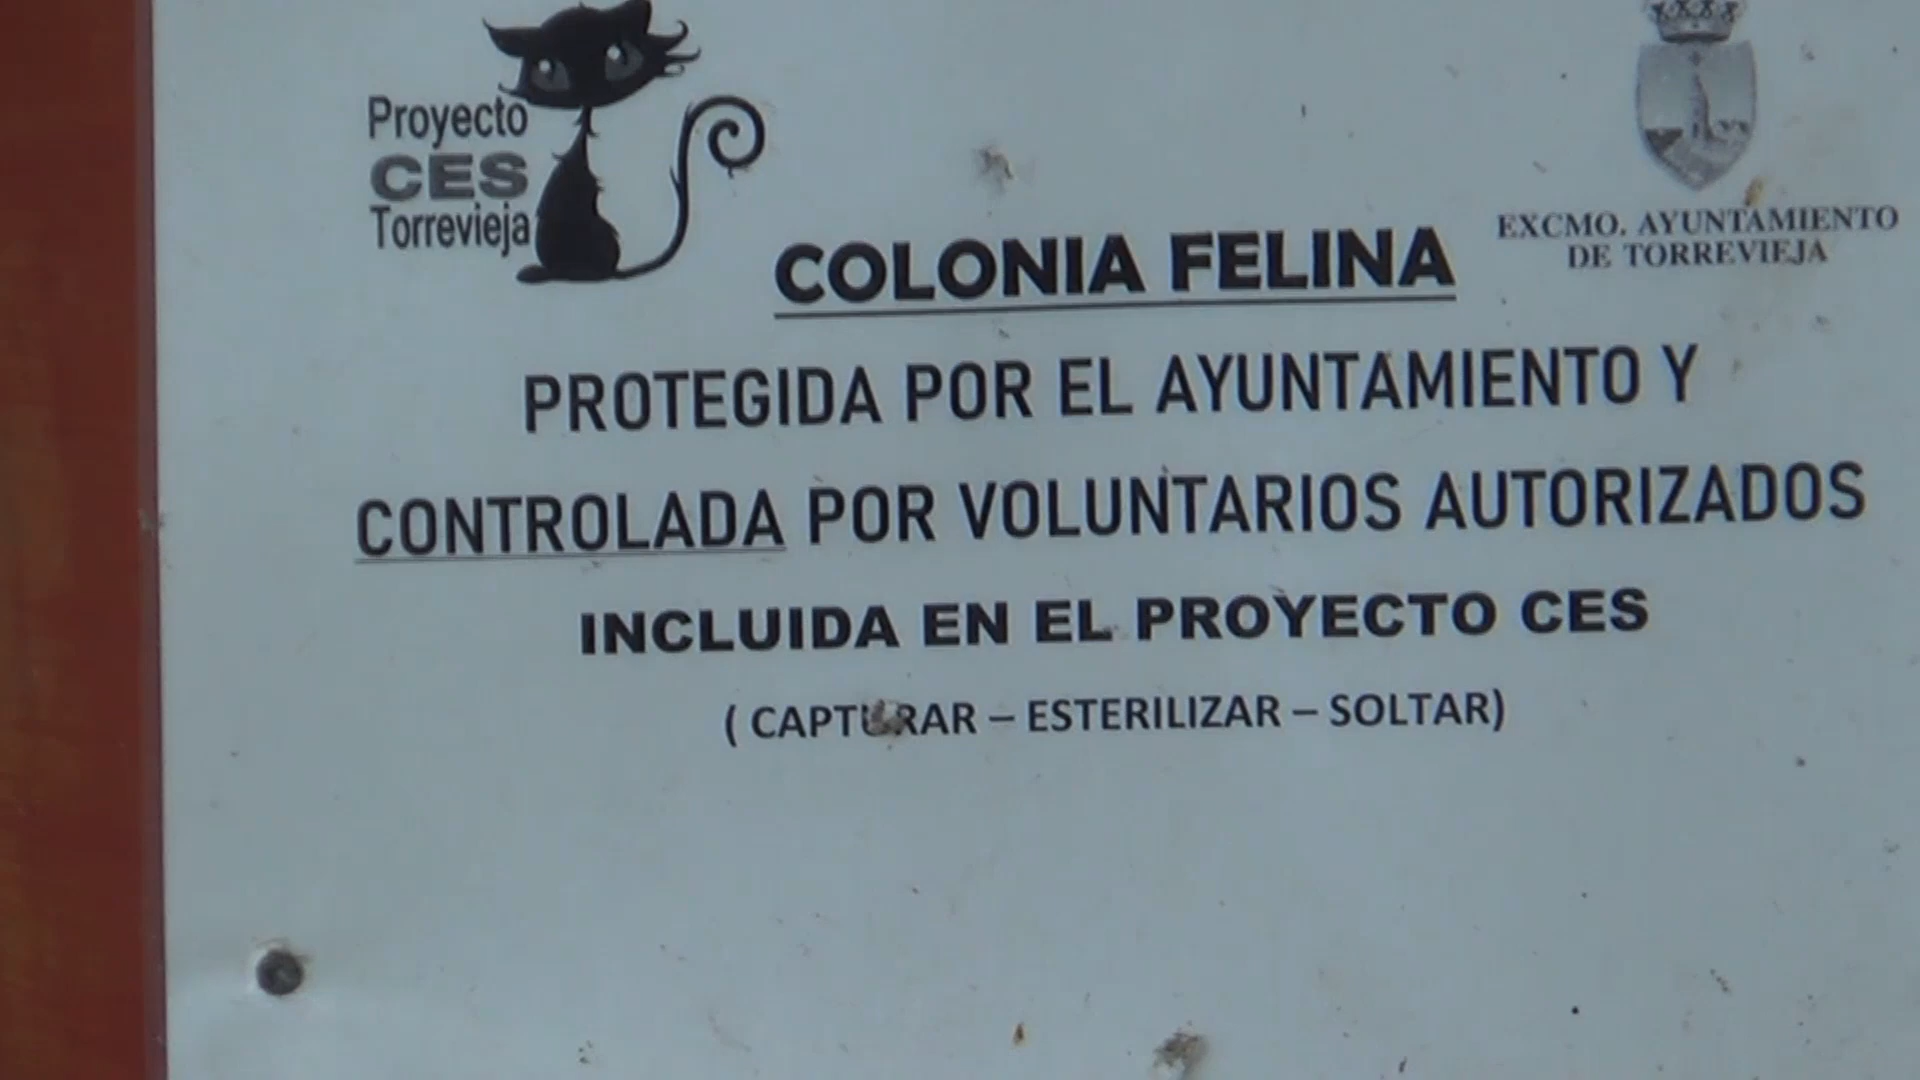 Proyecto
CES
Torrevieja
EXCMO. AYUNTAMIENTO
DE TORREVIEJA
COLONIA FELINA
PROTEGIDA POR EL AYUNTAMIENTO Y
CONTROLADA POR VOLUNTARIOS AUTORIZADOS
INCLUIDA EN EL PROYECTO CES
( CAPTURAR – ESTERILIZAR – SOLTAR)